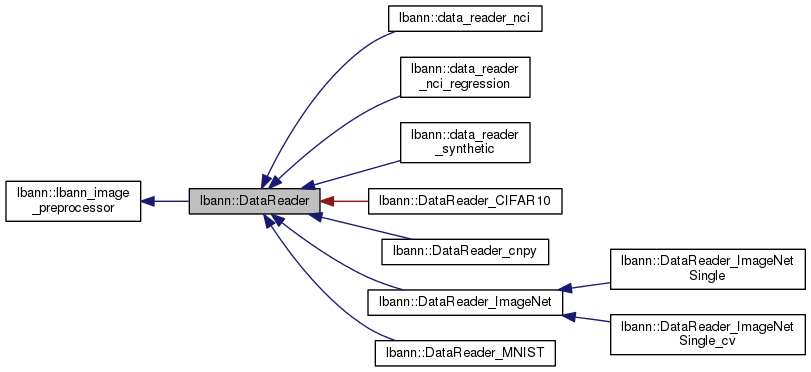 lbann::data_reader_nci
lbann::data_reader
_nci_regression
lbann::data_reader
_synthetic
lbann::lbann_image
_preprocessor
lbann::DataReader
lbann::DataReader_CIFAR10
lbann::DataReader_cnpy
lbann::DataReader_ImageNet
lbann::DataReader_ImageNet
Single
lbann::DataReader_ImageNet
Single_cv
lbann::DataReader_MNIST